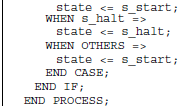 state <= s_start;
WHEN s_halt =>
state <= s_halt;
WHEN OTHERS =>
state <= s_start;
END CASE;
END IF;
END PROCESS;